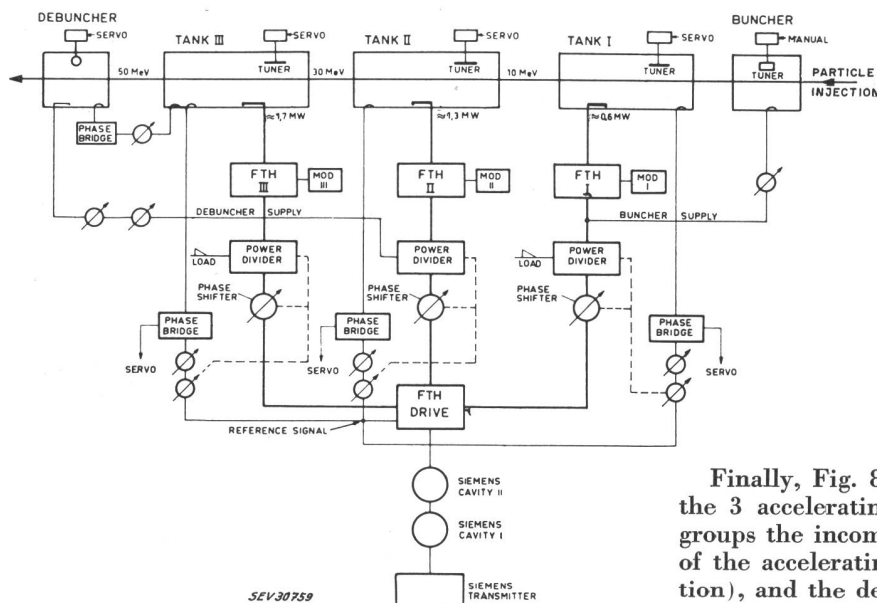 DEBUNCHER
BUNCHER
SERVO
TANK III
SERVO
TANK II
SERVO
TANK I
SERVO
MANUAL
TUNER
TUNER
TUNER
TUNER
50 MeV
30 MeV
10 MeV
PARTICLE
INJECTION
PHASE
BRIDGE
≈1,7 MW
≈1,3 MW
≈0,6 MW
FTH
III
MOD
III
FTH
II
MOD
II
FTH
I
MOD
I
DEBUNCHER SUPPLY
BUNCHER SUPPLY
LOAD
POWER
DIVIDER
POWER
DIVIDER
LOAD
POWER
DIVIDER
PHASE
SHIFTER
PHASE
SHIFTER
PHASE
SHIFTER
PHASE
BRIDGE
PHASE
BRIDGE
PHASE
BRIDGE
SERVO
SERVO
SERVO
FTH
DRIVE
REFERENCE SIGNAL
SIEMENS
CAVITY II
SIEMENS
CAVITY I
SIEMENS
TRANSMITTER
SEV30759
Finally, Fig. 8
the 3 acceleratin
groups the incom
of the acceleratin
tion), and the de